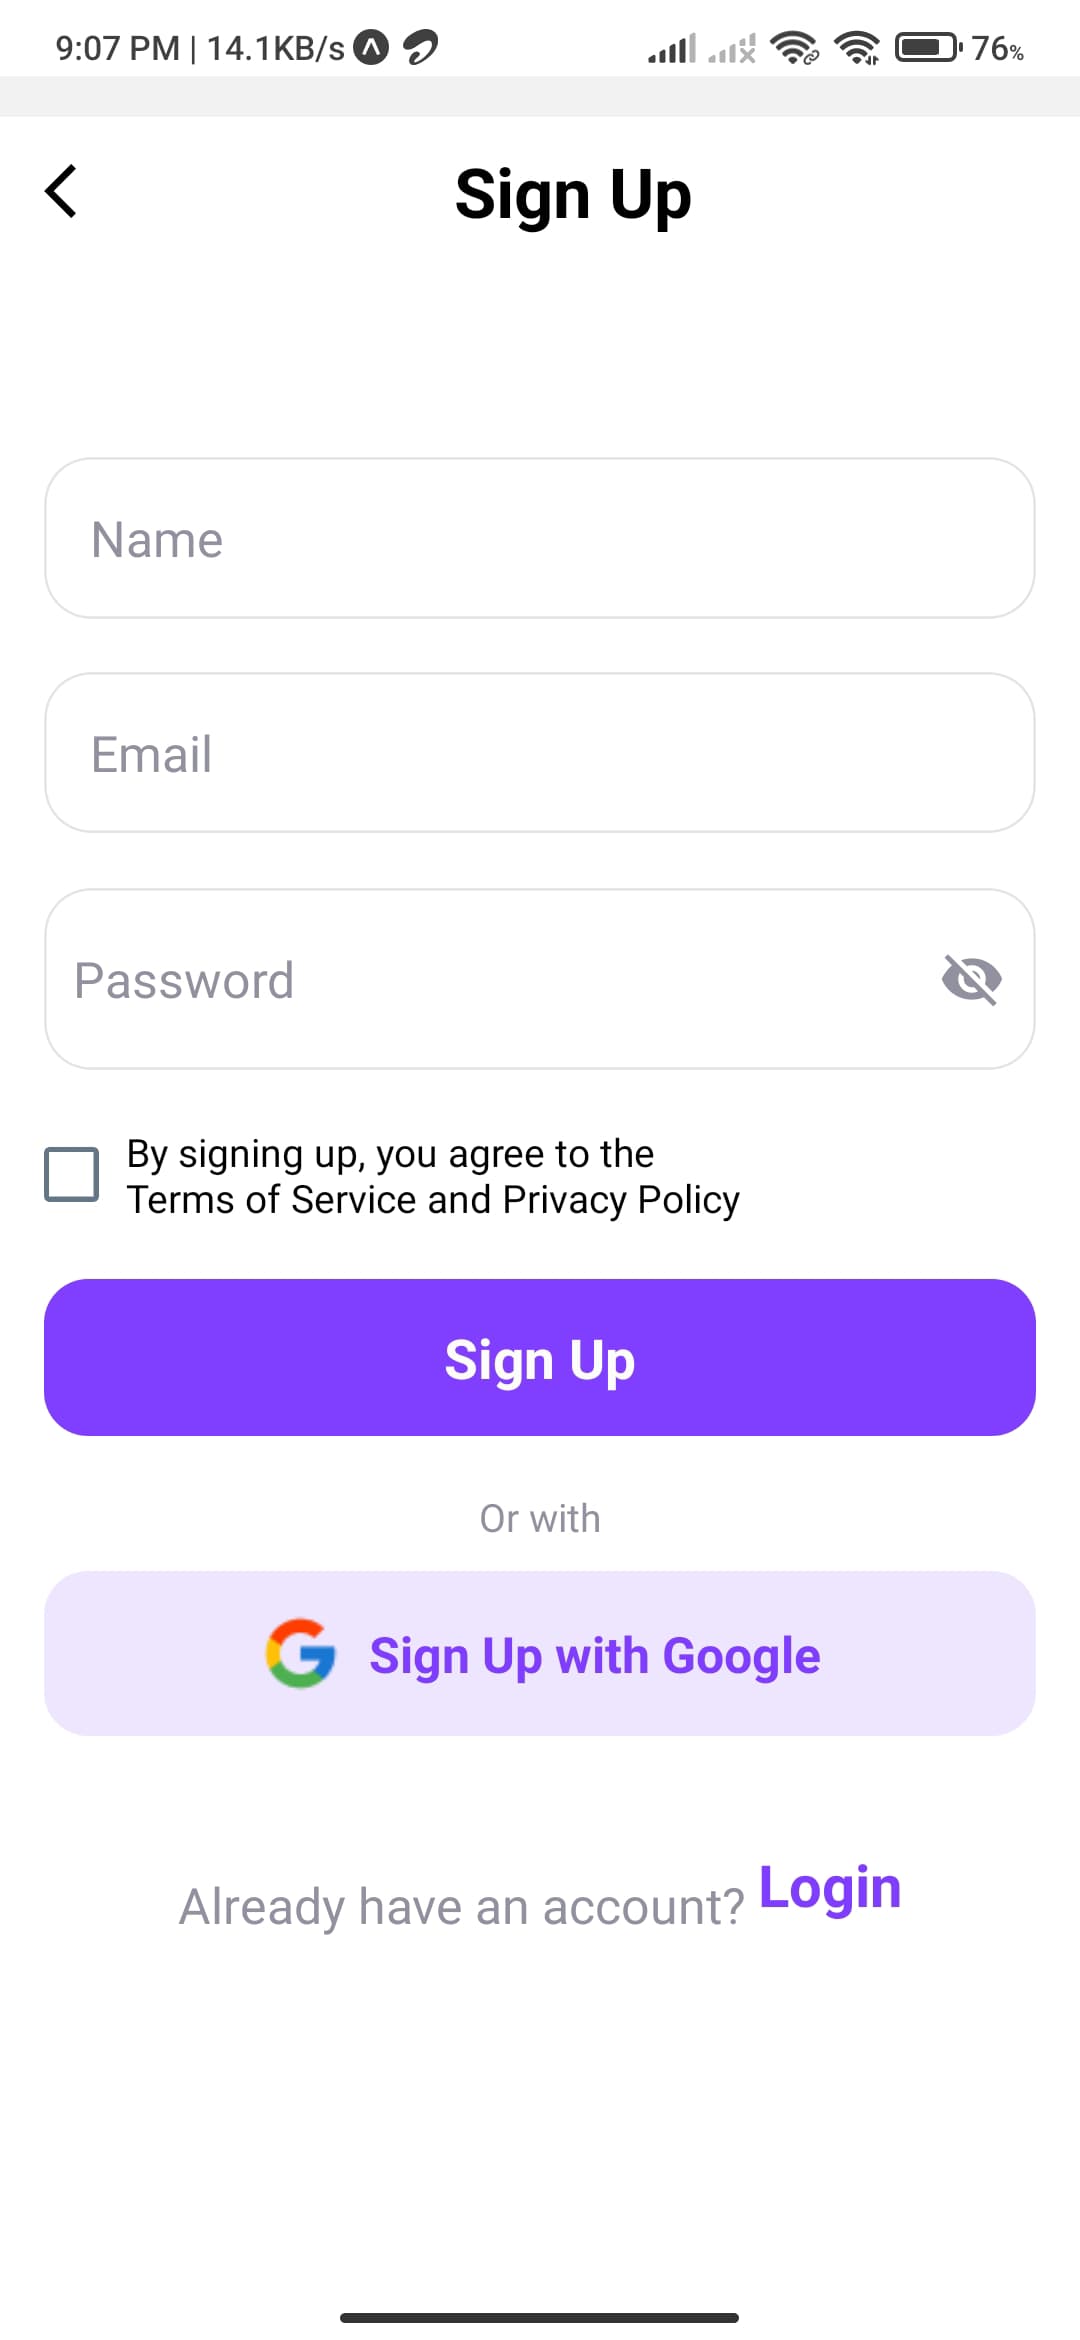 9:07 PM | 14.1KB/s 76%
Sign Up
Name
Email
Password
By signing up, you agree to the
Terms of Service and Privacy Policy
Sign Up
Or with
Sign Up with Google
Already have an account? Login